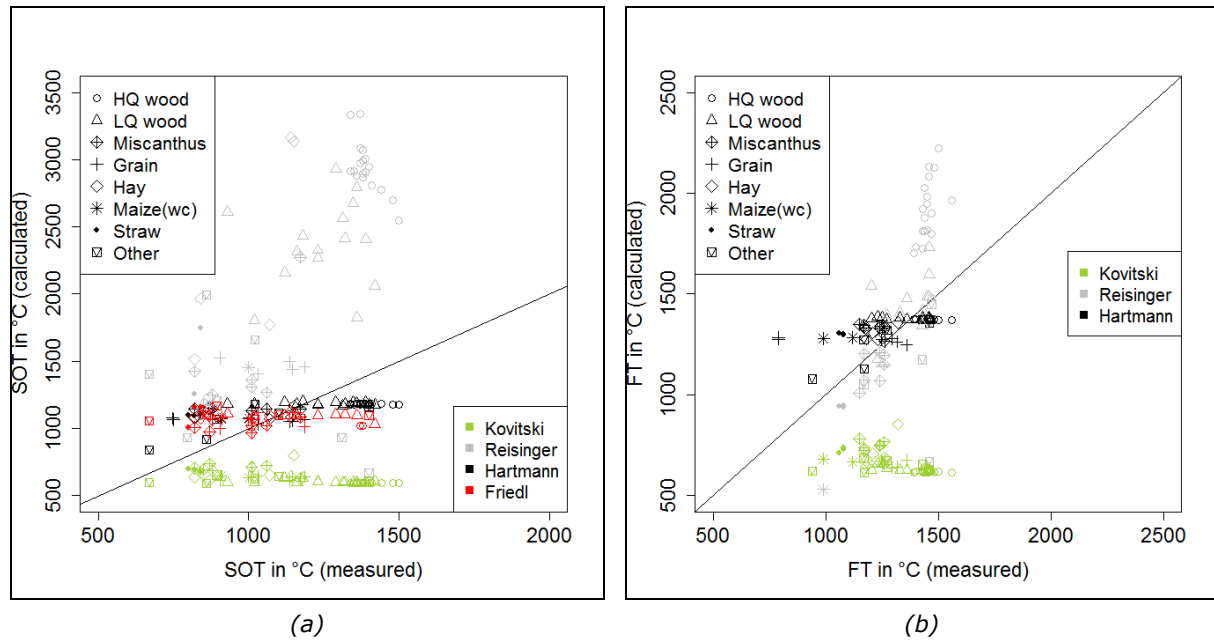 SOT in °C (calculated)
3500
3000
2500
2000
1500
1000
500
HQ wood
LQ wood
Miscanthus
Grain
Hay
Maize(wc)
Straw
Other
Kovitski
Reisinger
Hartmann
Friedl
500 1000 1500 2000
SOT in °C (measured)
(a)
FT in °C (calculated)
2500
2000
1500
1000
500
HQ wood
LQ wood
Miscanthus
Grain
Hay
Maize(wc)
Straw
Other
Kovitski
Reisinger
Hartmann
500 1000 1500 2000 2500
FT in °C (measured)
(b)